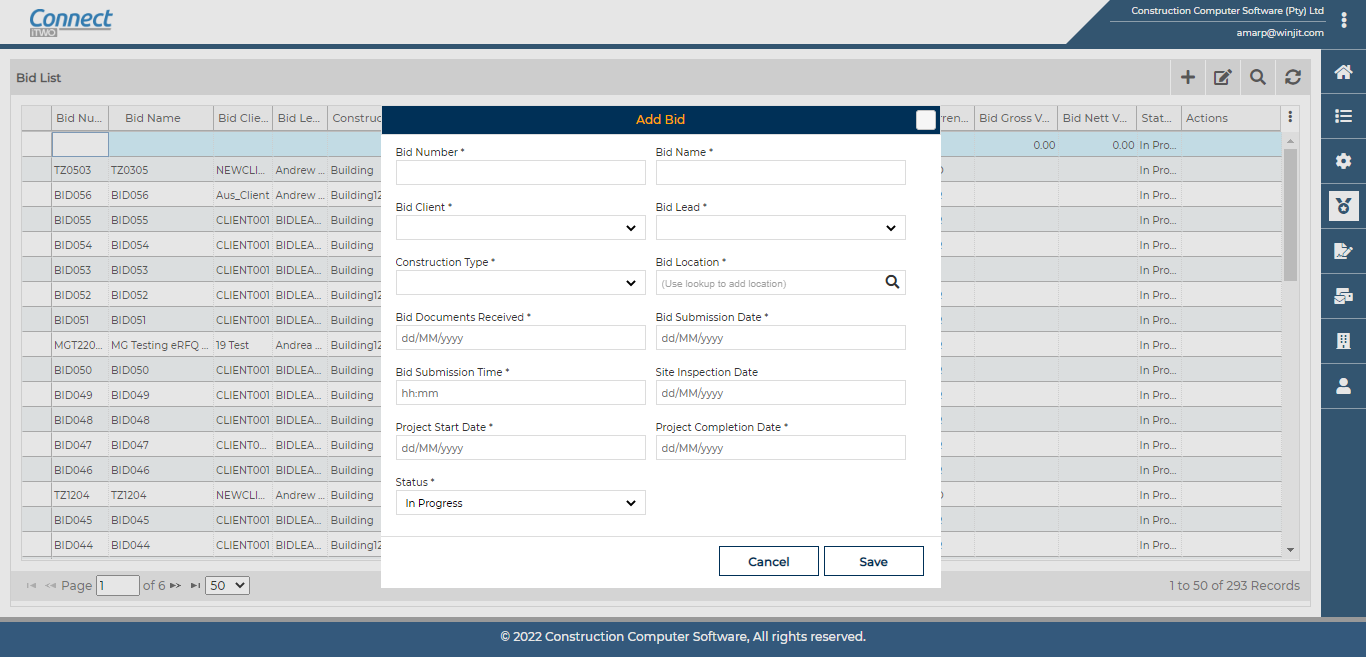 Connect
iTWO
Construction Computer Software (Pty) Ltd
amarp@winjit.com
Bid List
Bid Nu... Bid Name Bid Clie... Bid Le... Construc rren... Bid Gross V... Bid Nett V... Stat... Actions
0.00 0.00 In Pro...
TZ0503 TZ0305 NEWCLI... Andrew ... Building In Pro...
BID056 BID056 Aus_Client Andrew ... Building12 In Pro...
BID055 BID055 CLIENT001 BIDLEA... Building In Pro...
BID054 BID054 CLIENT001 BIDLEA... Building In Pro...
BID053 BID053 CLIENT001 BIDLEA... Building In Pro...
BID052 BID052 CLIENT001 BIDLEA... Building12 In Pro...
BID051 BID051 CLIENT001 BIDLEA... Building In Pro...
MGT220... MG Testing eRFQ ... 19 Test Andrea ... Building12 In Pro...
BID050 BID050 CLIENT001 BIDLEA... Building In Pro...
BID049 BID049 CLIENT001 BIDLEA... Building In Pro...
BID048 BID048 CLIENT001 BIDLEA... Building In Pro...
BID047 BID047 CLIENT0... BIDLEA... Building In Pro...
BID046 BID046 CLIENT001 BIDLEA... Building In Pro...
TZ1204 TZ1204 NEWCLI... Andrew ... Building In Pro...
BID045 BID045 CLIENT001 BIDLEA... Building In Pro...
BID044 BID044 CLIENT001 BIDLEA... Building12 In Pro...
Add Bid
Bid Number * Bid Name *
Bid Client * Bid Lead *
Construction Type * Bid Location *
(Use lookup to add location)
Bid Documents Received * Bid Submission Date *
dd/MM/yyyy dd/MM/yyyy
Bid Submission Time * Site Inspection Date
hh:mm dd/MM/yyyy
Project Start Date * Project Completion Date *
dd/MM/yyyy dd/MM/yyyy
Status *
In Progress
Cancel Save
Page 1 of 6 50 1 to 50 of 293 Records
© 2022 Construction Computer Software, All rights reserved.